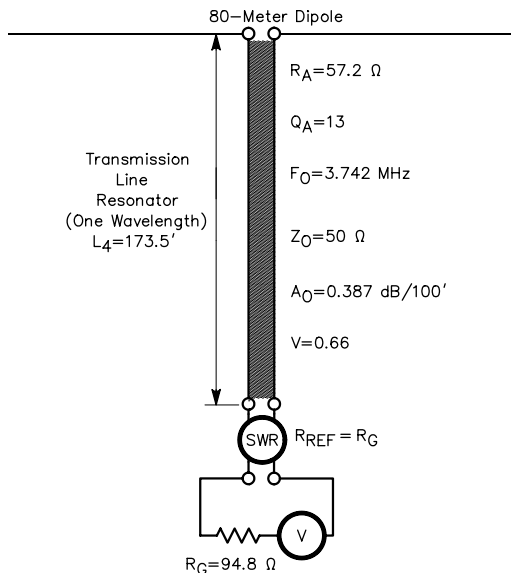 80-Meter Dipole
R_A=57.2 Ω
Q_A=13
Transmission
Line
Resonator
(One Wavelength)
L_4=173.5'
F_O=3.742 MHz
Z_O=50 Ω
A_O=0.387 dB/100'
V=0.66
SWR
R_REF=R_G
V
R_G=94.8 Ω